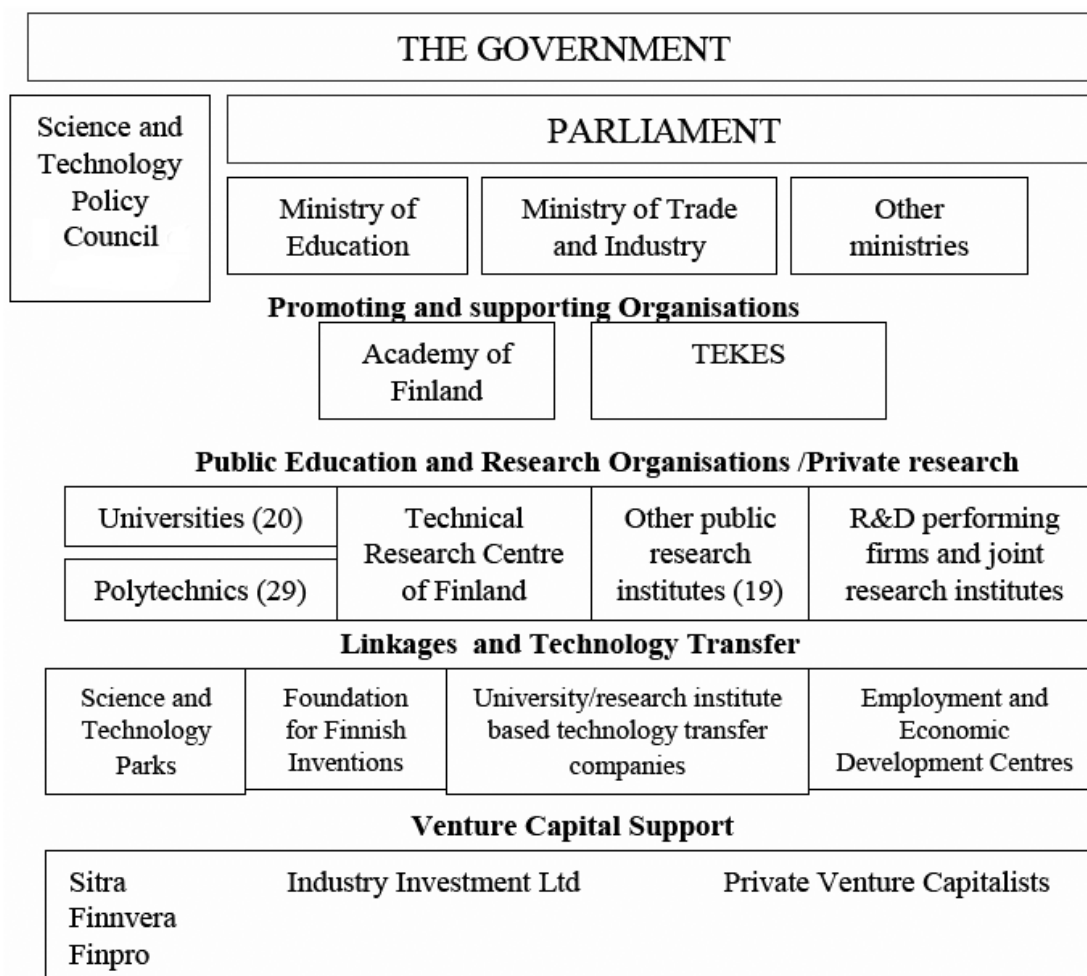 THE GOVERNMENT
Science and
Technology
Policy
Council
PARLIAMENT
Ministry of
Education
Ministry of Trade
and Industry
Other
ministries
Promoting and supporting Organisations
Academy of
Finland
TEKES
Public Education and Research Organisations /Private research
Universities (20)
Polytechnics (29)
Technical
Research Centre
of Finland
Other public
research
institutes (19)
R&D performing
firms and joint
research institutes
Linkages and Technology Transfer
Science and
Technology
Parks
Foundation
for Finnish
Inventions
University/research institute
based technology transfer
companies
Employment and
Economic
Development Centres
Venture Capital Support
Sitra
Finnvera
Finpro
Industry Investment Ltd
Private Venture Capitalists